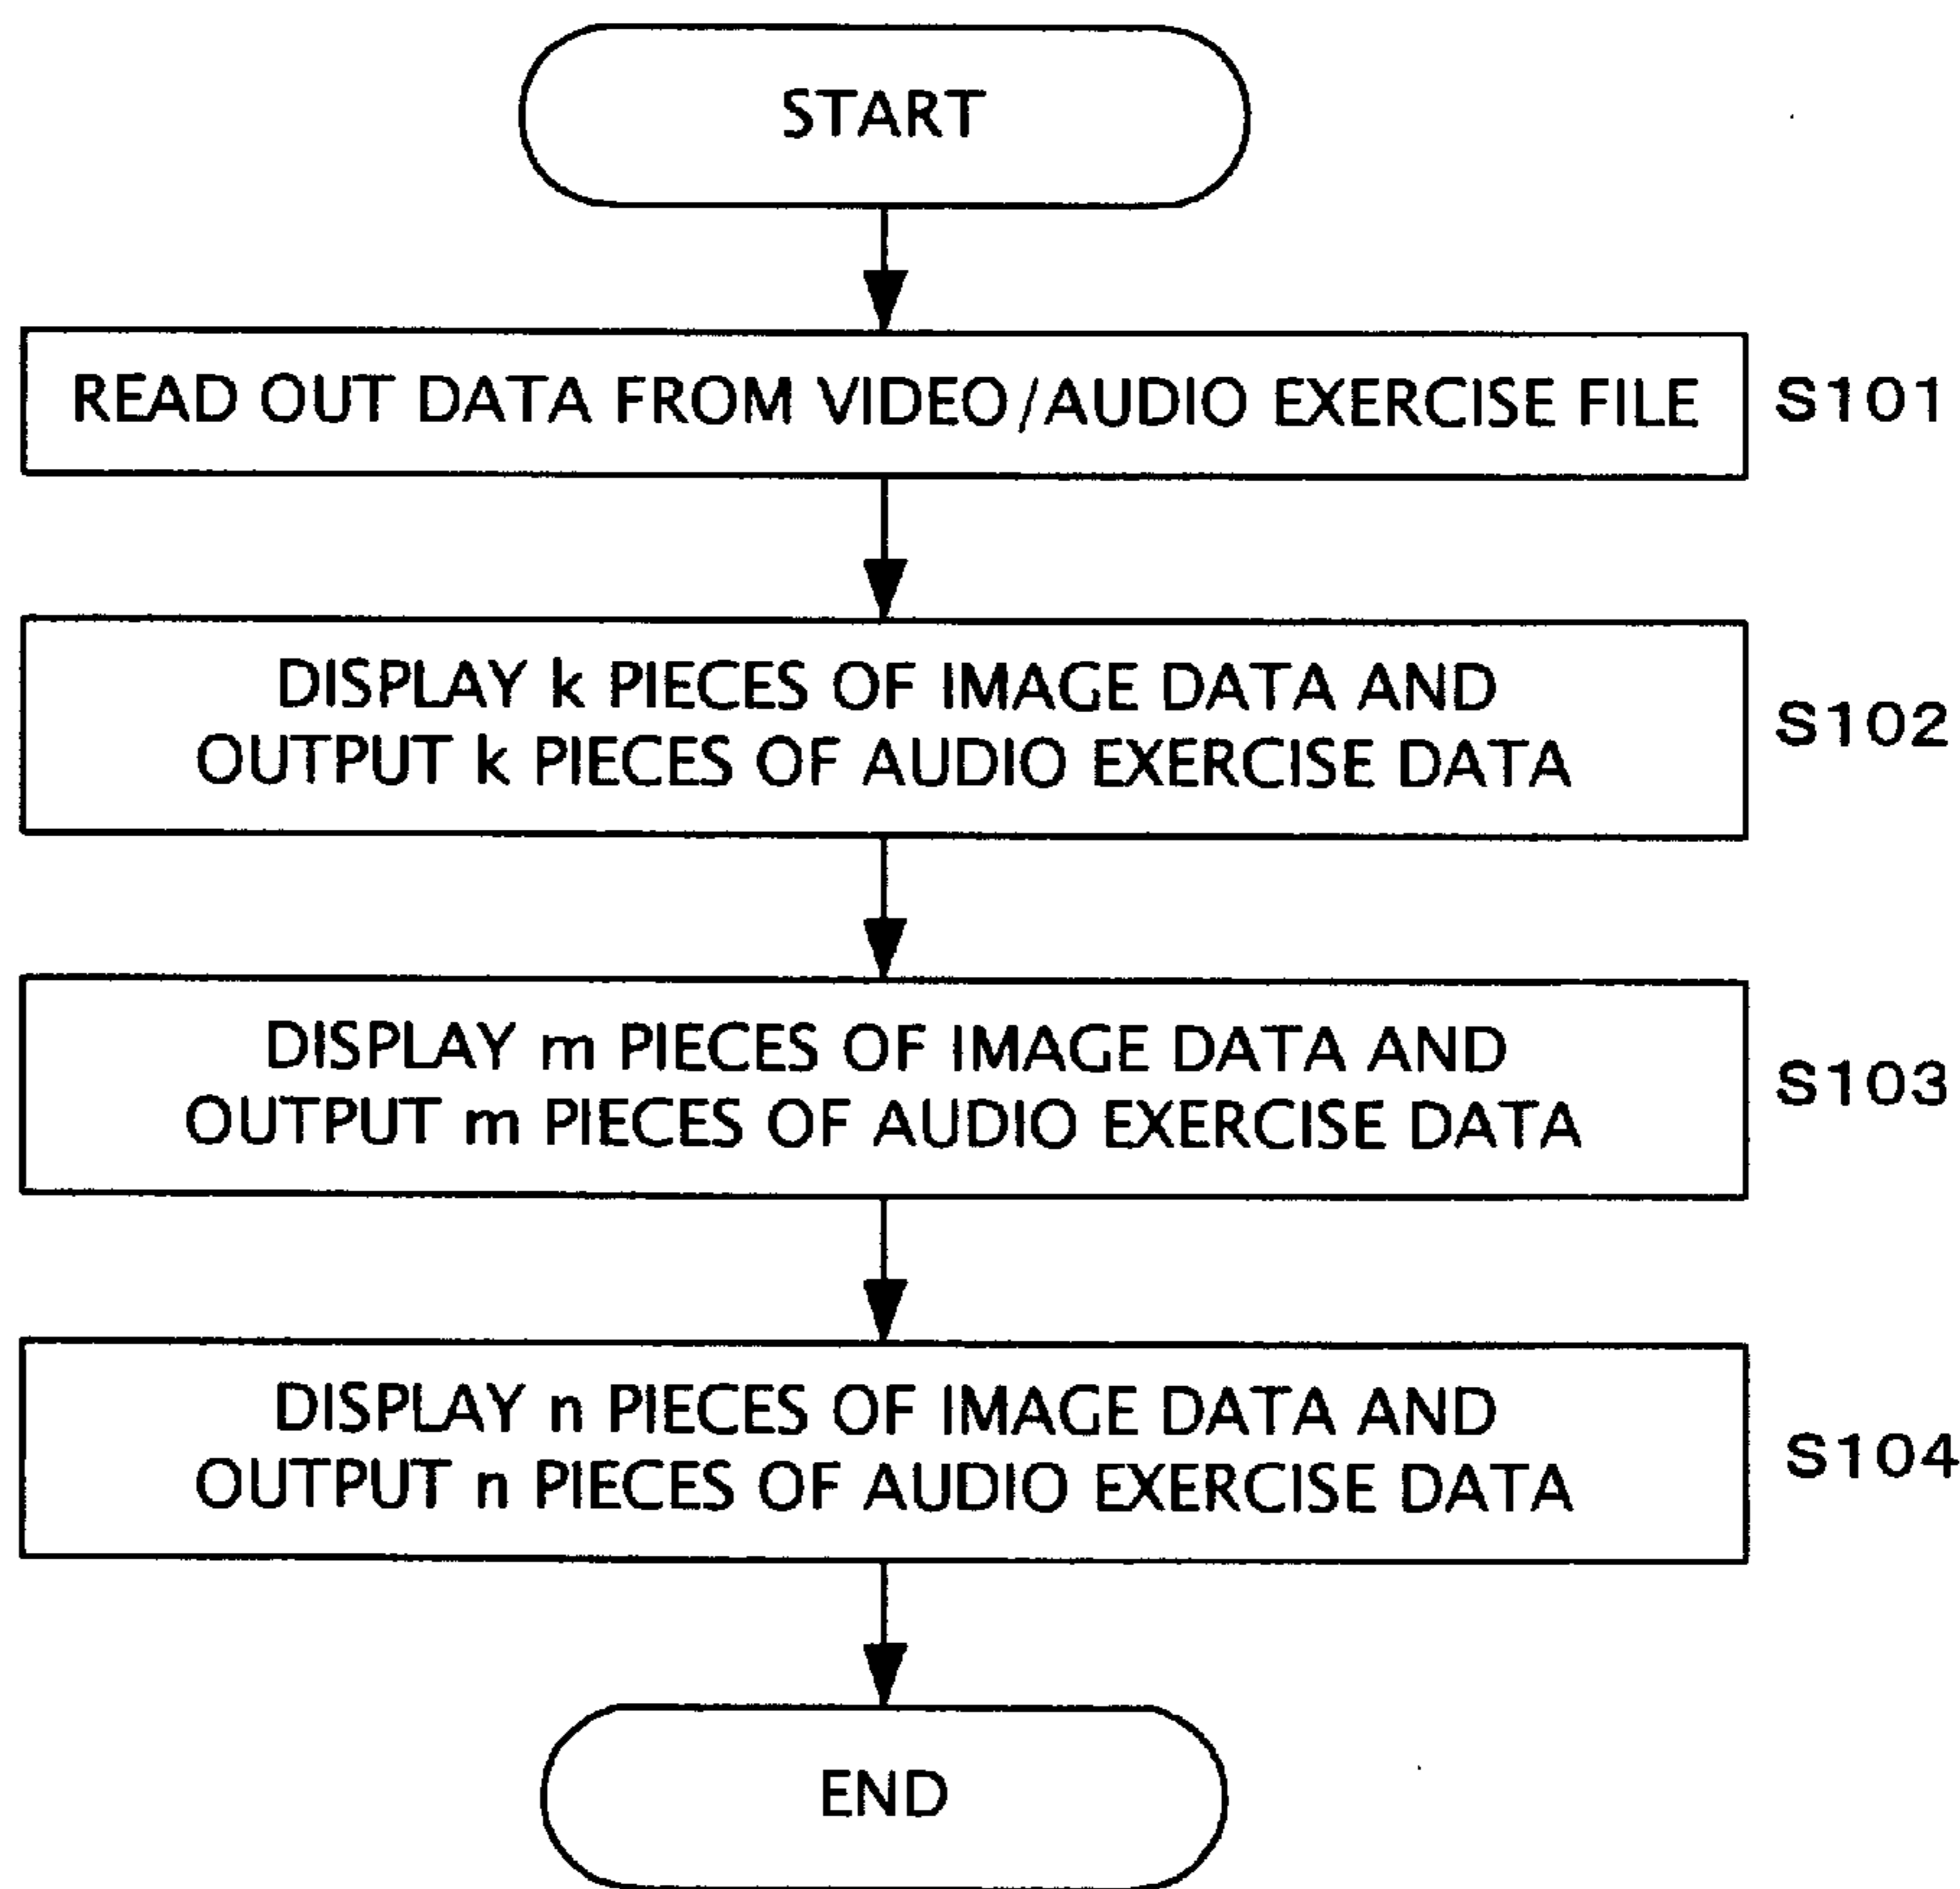 START
READ OUT DATA FROM VIDEO/AUDIO EXERCISE FILE
S101
DISPLAY k PIECES OF IMAGE DATA AND
OUTPUT k PIECES OF AUDIO EXERCISE DATA
S102
DISPLAY m PIECES OF IMAGE DATA AND
OUTPUT m PIECES OF AUDIO EXERCISE DATA
S103
DISPLAY n PIECES OF IMAGE DATA AND
OUTPUT n PIECES OF AUDIO EXERCISE DATA
S104
END